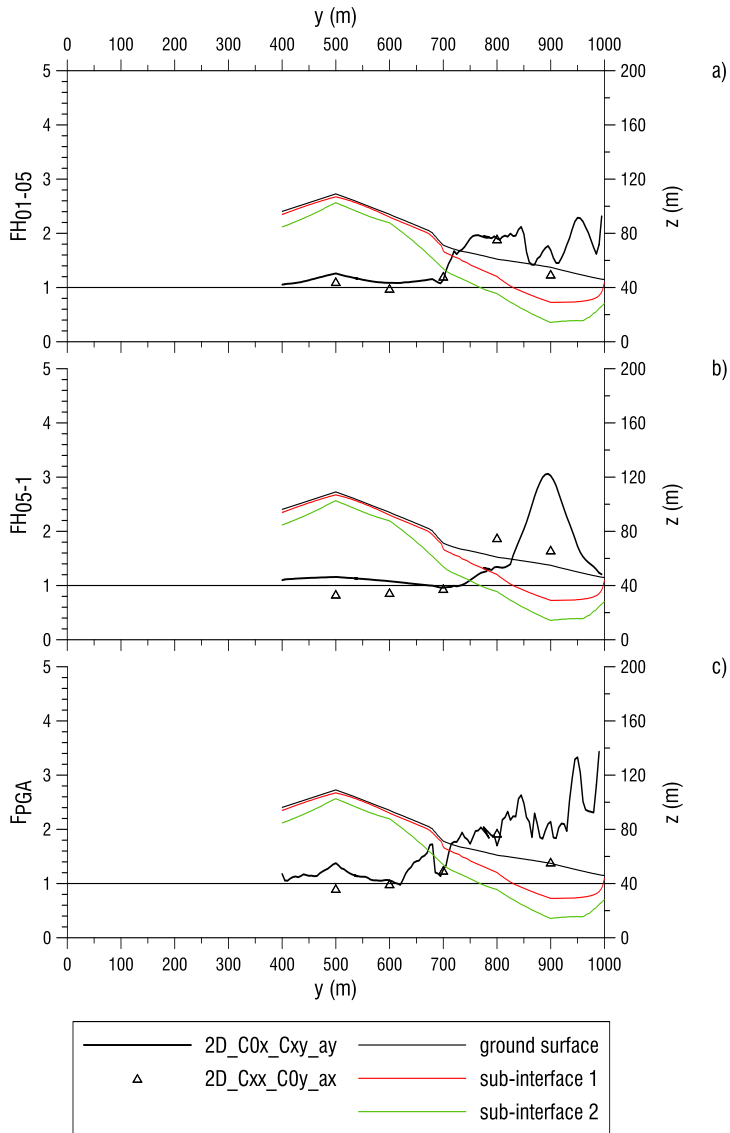 y (m)
0 100 200 300 400 500 600 700 800 900 1000
a)
5 4 3 2 1 0
FH01-05
200 160 120 80 40 0
z (m)
b)
5 4 3 2 1 0
FH05-1
200 160 120 80 40 0
z (m)
c)
5 4 3 2 1 0
FPGA
200 160 120 80 40 0
z (m)
0 100 200 300 400 500 600 700 800 900 1000
y (m)
2D_C0x_Cxy_ay ground surface
2D_Cxx_C0y_ax sub-interface 1
sub-interface 2